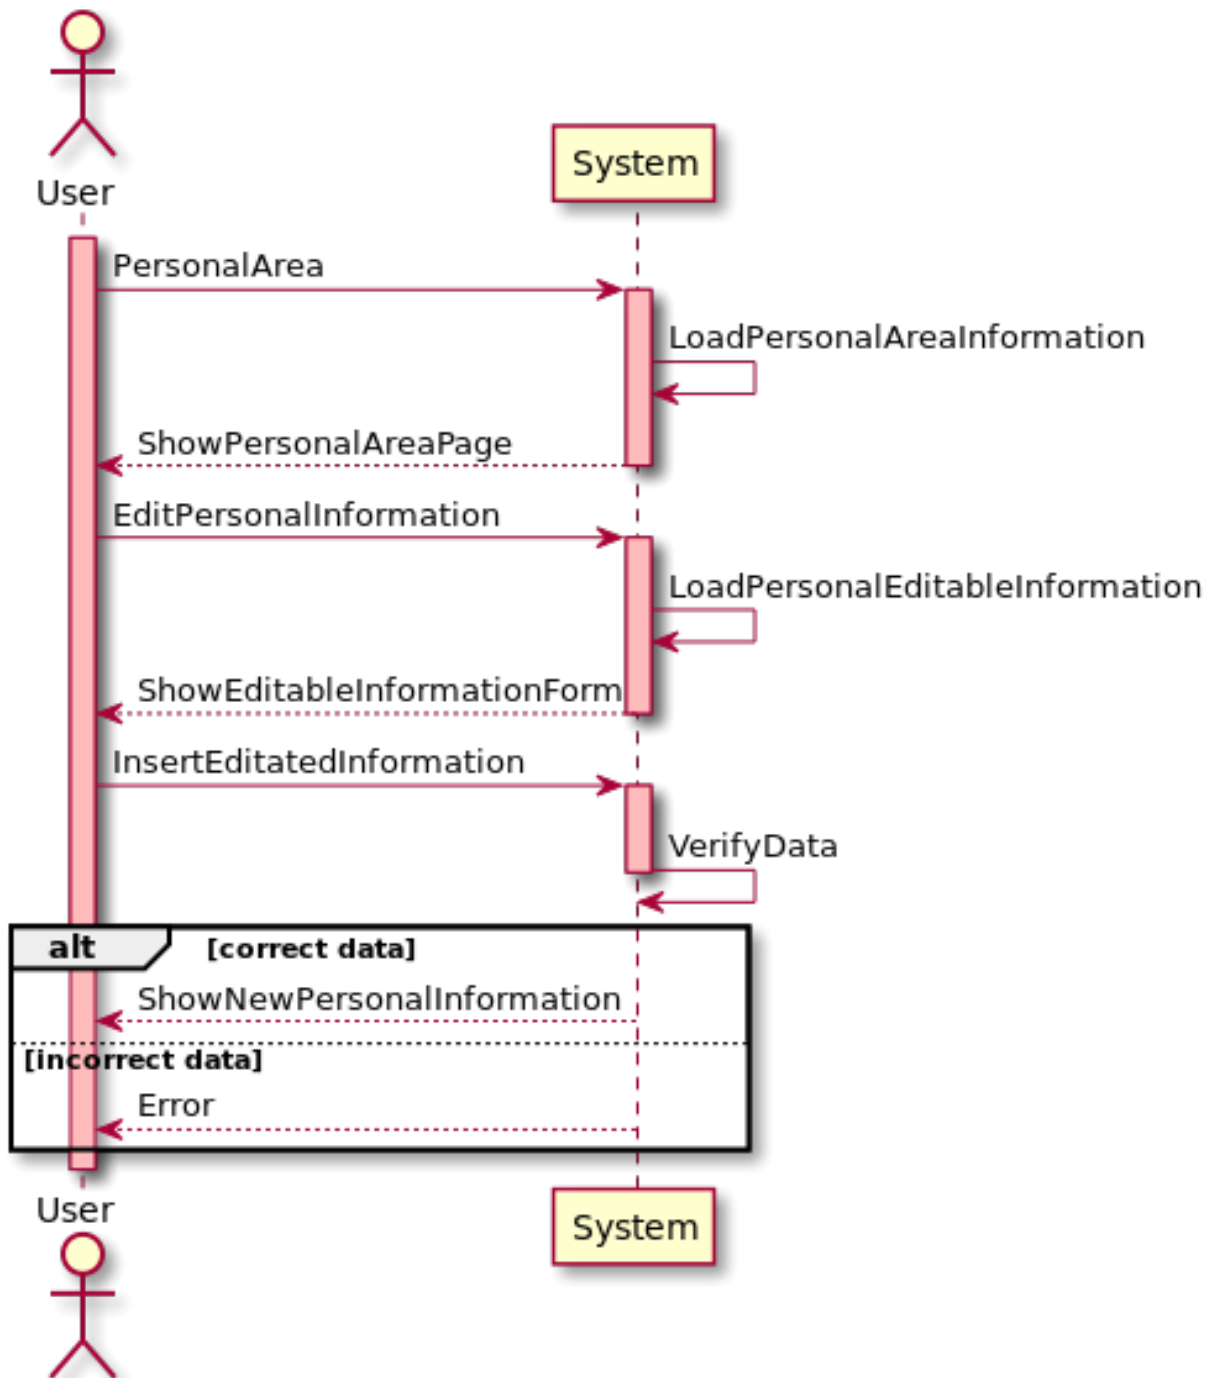 User
System
PersonalArea
LoadPersonalAreaInformation
ShowPersonalAreaPage
EditPersonalInformation
LoadPersonalEditableInformation
ShowEditableInformationForm
InsertEditatedInformation
VerifyData
alt [correct data]
ShowNewPersonalInformation
[incorrect data]
Error
User
System